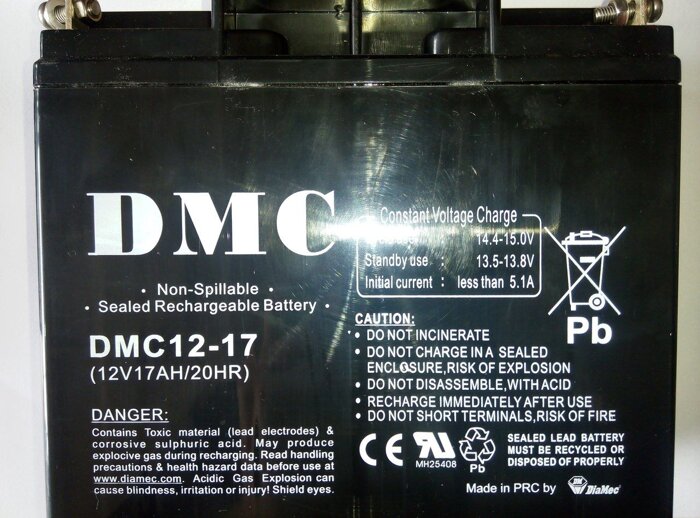 DMC
• Non-Spillable •
• Sealed Rechargeable Battery •
DMC12-17
(12V17AH/20HR)
DANGER:
Contains Toxic material (lead electrodes) &
corrosive sulphuric acid. May produce
explocive gas during recharging. Read handling
precautions & health hazard data before use at
www.diamec.com. Acidic Gas Explosion can
cause blindness, irritation or injury! Shield eyes.
Constant Voltage Charge
: 14.4-15.0V
Standby use : 13.5-13.8V
Initial current : less than 5.1A
Pb
CAUTION:
• DO NOT INCINERATE
• DO NOT CHARGE IN A SEALED
ENCLOSURE,RISK OF EXPLOSION
• DO NOT DISASSEMBLE,WITH ACID
• RECHARGE IMMEDIATELY AFTER USE
• DO NOT SHORT TERMINALS,RISK OF FIRE
CE
MH25408
Pb
SEALED LEAD BATTERY
MUST BE RECYCLED OR
DISPOSED OF PROPERLY
Made in PRC by DiaMec